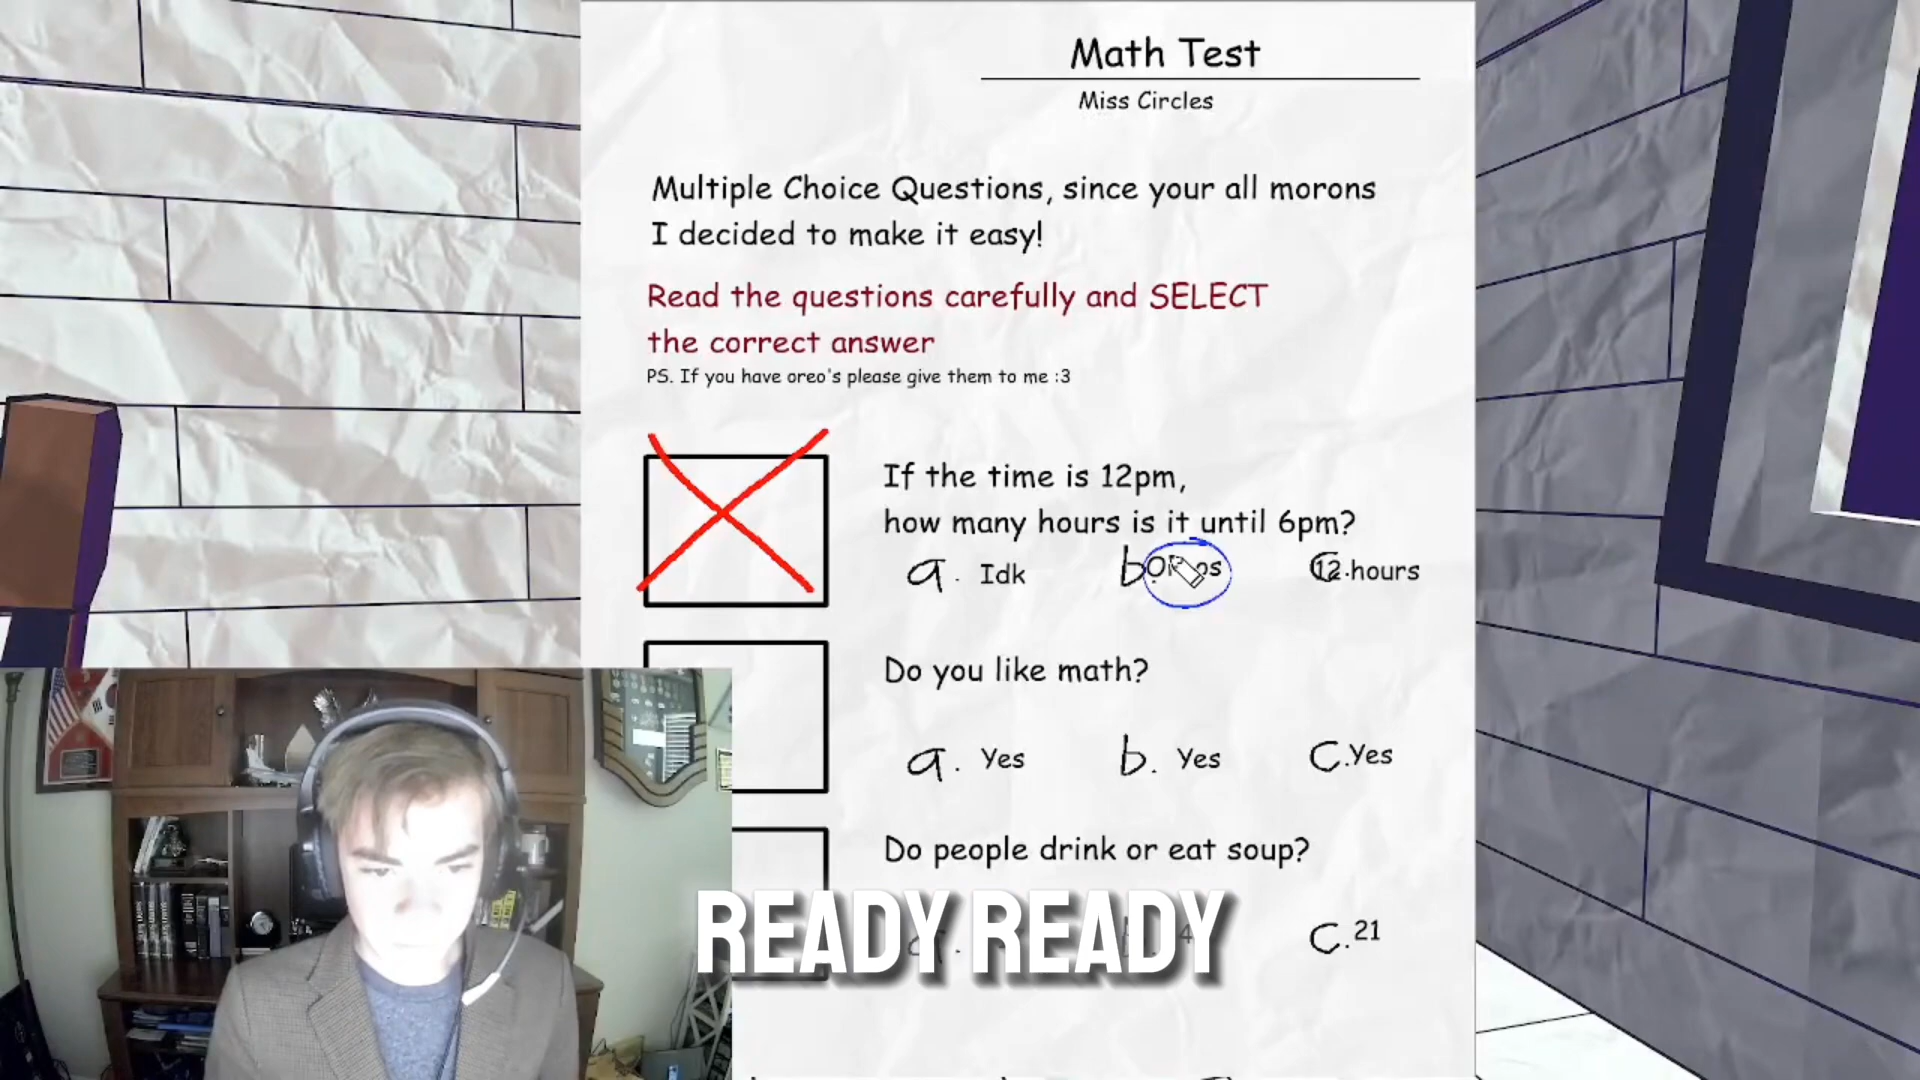 Math Test
Miss Circles
Multiple Choice Questions, since your all morons
I decided to make it easy!
Read the questions carefully and SELECT
the correct answer
PS. If you have oreo's please give them to me :3
If the time is 12pm,
how many hours is it until 6pm?
a. Idk b. C. 12 hours
Do you like math?
a. Yes b. Yes C. Yes
Do people drink or eat soup?
a. b. 4 C. 21
READY READY